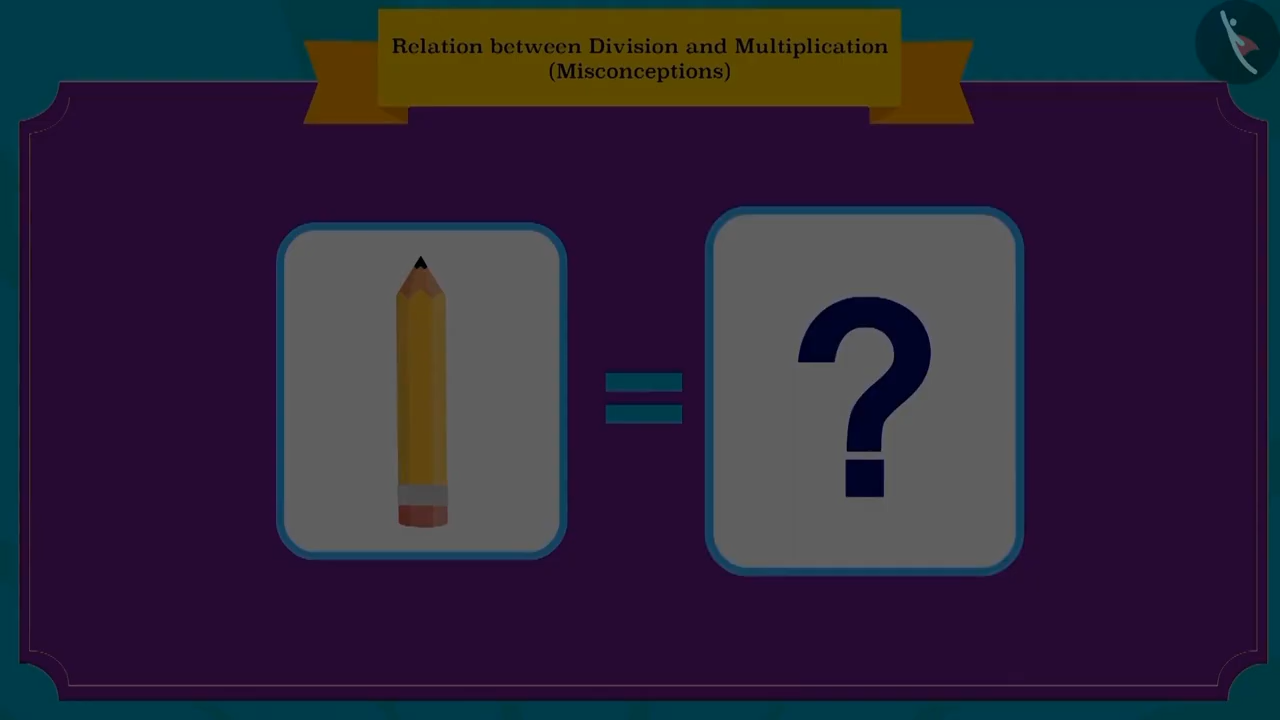 Relation between Division and Multiplication
(Misconceptions)
=
?